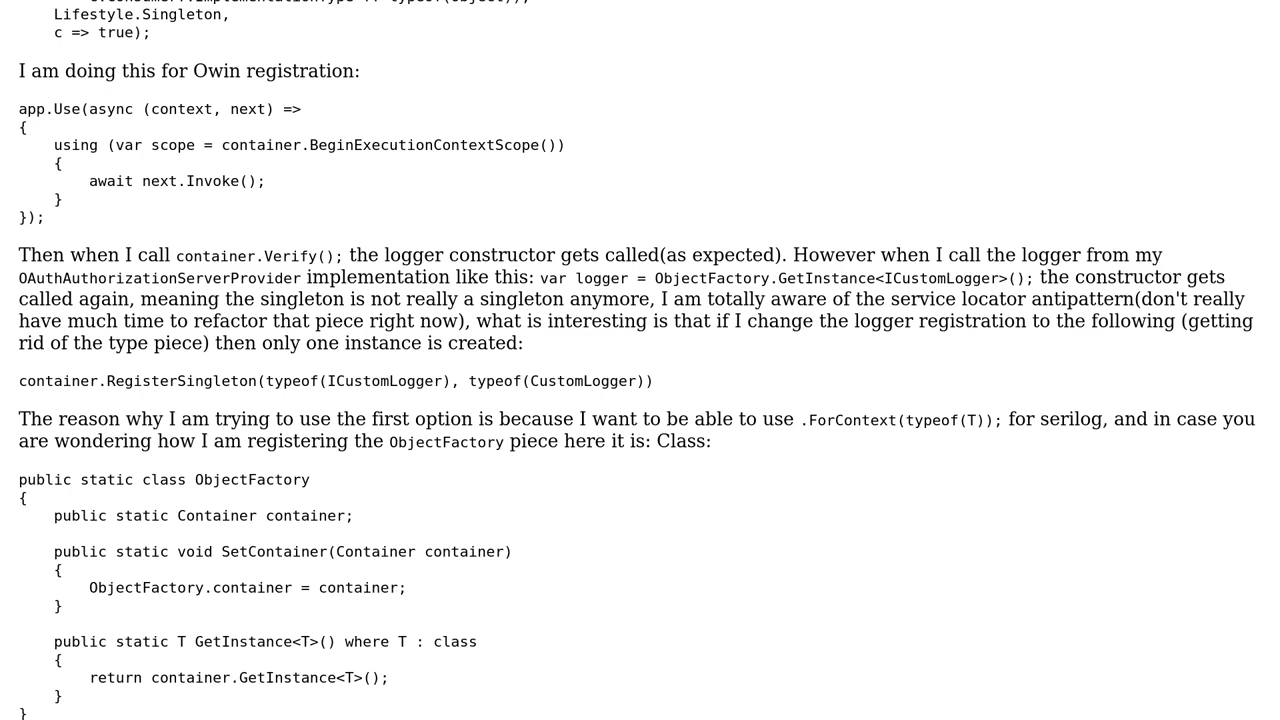 Lifestyle.Singleton,
c => true);
I am doing this for Owin registration:
app.Use(async (context, next) =>
{
using (var scope = container.BeginExecutionContextScope())
{
await next.Invoke();
}
});
Then when I call container.Verify(); the logger constructor gets called(as expected). However when I call the logger from my
OAuthAuthorizationServerProvider implementation like this: var logger = ObjectFactory.GetInstance<ICustomLogger>(); the constructor gets
called again, meaning the singleton is not really a singleton anymore, I am totally aware of the service locator antipattern(don't really
have much time to refactor that piece right now), what is interesting is that if I change the logger registration to the following (getting
rid of the type piece) then only one instance is created:
container.RegisterSingleton(typeof(ICustomLogger), typeof(CustomLogger))
The reason why I am trying to use the first option is because I want to be able to use .ForContext(typeof(T)); for serilog, and in case you
are wondering how I am registering the ObjectFactory piece here it is: Class:
public static class ObjectFactory
{
public static Container container;
public static void SetContainer(Container container)
{
ObjectFactory.container = container;
}
public static T GetInstance<T>() where T : class
{
return container.GetInstance<T>();
}
}